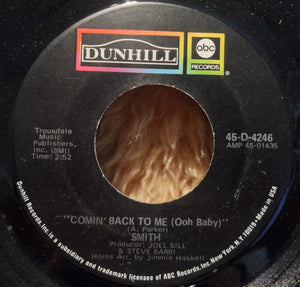 DUNHILL
abc
RECORDS
Trousdale
Music
Publishers,
Inc. (BMI)
Time: 2:52
45-D-4246
AMP 45-01435
"COMIN' BACK TO ME (Ooh Baby)"
(A. Parker)
SMITH
Producer: JOEL SILL
& STEVE BARRI
Horns Arr. by: Jimmie Haskell
Dunhill Records, Inc. is a subsidiary and trademark licensee of ABC Records, Inc. New York, N.Y. 10019 • Made in USA